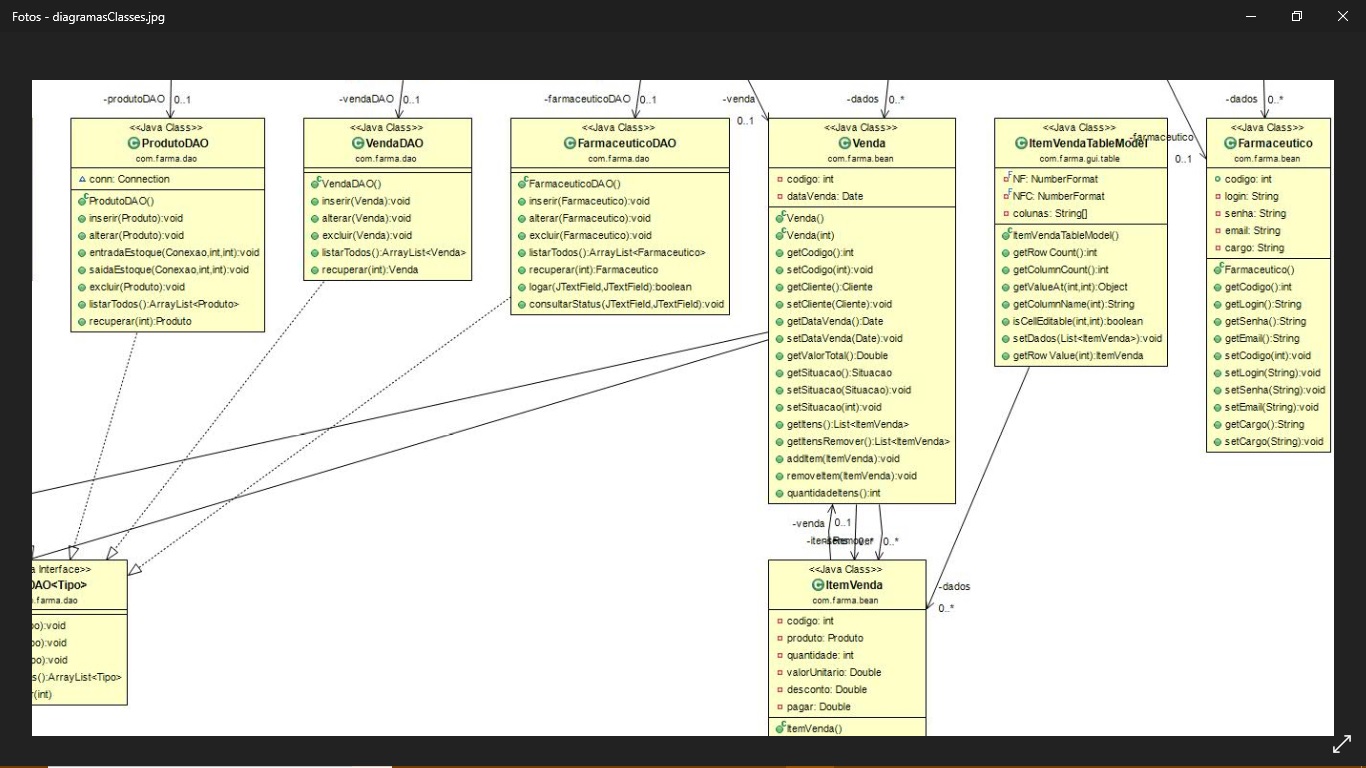 Fotos - diagramasClasses.jpg
-produtoDAO 0..1
-vendaDAO 0..1
-farmaceuticoDAO 0..1
-venda
0..1
-dados 0..*
-farmaceutico
0..1
-dados 0..*
<<Java Class>>
ProdutoDAO
com.farma.dao
conn: Connection
ProdutoDAO()
inserir(Produto):void
alterar(Produto):void
entradaEstoque(Conexao,int,int):void
saidaEstoque(Conexao,int,int):void
excluir(Produto):void
listarTodos():ArrayList<Produto>
recuperar(int):Produto
<<Java Class>>
VendaDAO
com.farma.dao
VendaDAO()
inserir(Venda):void
alterar(Venda):void
excluir(Venda):void
listarTodos():ArrayList<Venda>
recuperar(int):Venda
<<Java Class>>
FarmaceuticoDAO
com.farma.dao
FarmaceuticoDAO()
inserir(Farmaceutico):void
alterar(Farmaceutico):void
excluir(Farmaceutico):void
listarTodos():ArrayList<Farmaceutico>
recuperar(int):Farmaceutico
logar(JTextField,JTextField):boolean
consultarStatus(JTextField,JTextField):void
<<Java Class>>
Venda
com.farma.bean
codigo: int
dataVenda: Date
Venda()
Venda(int)
getCodigo():int
setCodigo(int):void
getCliente():Cliente
setCliente(Cliente):void
getDataVenda():Date
setDataVenda(Date):void
getValorTotal():Double
getSituacao():Situacao
setSituacao(Situacao):void
setSituacao(int):void
getItens():List<ItemVenda>
getItensRemover():List<ItemVenda>
addItem(ItemVenda):void
removeItem(ItemVenda):void
quantidadeItens():int
<<Java Class>>
ItemVendaTableModel
com.farma.gui.table
NF: NumberFormat
NFC: NumberFormat
colunas: String[]
ItemVendaTableModel()
getRowCount():int
getColumnCount():int
getValueAt(int,int):Object
getColumnName(int):String
isCellEditable(int,int):boolean
setDados(List<ItemVenda>):void
getRowValue(int):ItemVenda
<<Java Class>>
Farmaceutico
com.farma.bean
codigo: int
login: String
senha: String
email: String
cargo: String
Farmaceutico()
getCodigo():int
getLogin():String
getSenha():String
getEmail():String
setCodigo(int):void
setLogin(String):void
setSenha(String):void
setEmail(String):void
getCargo():String
setCargo(String):void
-venda 0..1
0..*
-dados
0..*
a Interface>>
DAO<Tipo>
.farma.dao
po):void
po):void
po):void
s():ArrayList<Tipo>
r(int)
<<Java Class>>
ItemVenda
com.farma.bean
codigo: int
produto: Produto
quantidade: int
valorUnitario: Double
desconto: Double
pagar: Double
ItemVenda()